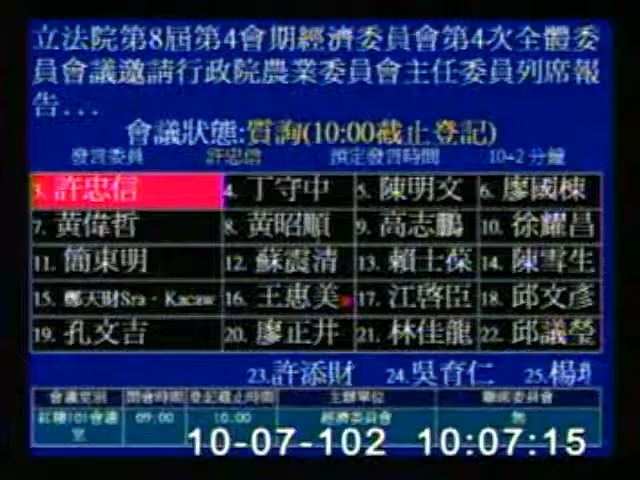 立法院第8屆第4會期經濟委員會第4次全體委
員會議邀請行政院農業委員會主任委員列席報
告...
會議狀態:質詢(10:00截止登記)
發言委員 許忠信 預定發言時間 10+2 分鐘
3. 許忠信 4. 丁守中 5. 陳明文 6. 廖國棟
7. 黃偉哲 8. 黃昭順 9. 高志鵬 10. 徐耀昌
11. 簡東明 12. 蘇震清 13. 賴士葆 14. 陳雪生
15. 鄭天財Sra・Kacaw 16. 王惠美 17. 江啓臣 18. 邱文彥
19. 孔文吉 20. 廖正井 21. 林佳龍 22. 邱議瑩
23.許添財 24.吳育仁 25.楊
會議室別 開會時間 登記截止時間 主辦單位 聯席委員會
紅樓101會議室 09:00 10:00 經濟委員會 無
10-07-102 10:07:15